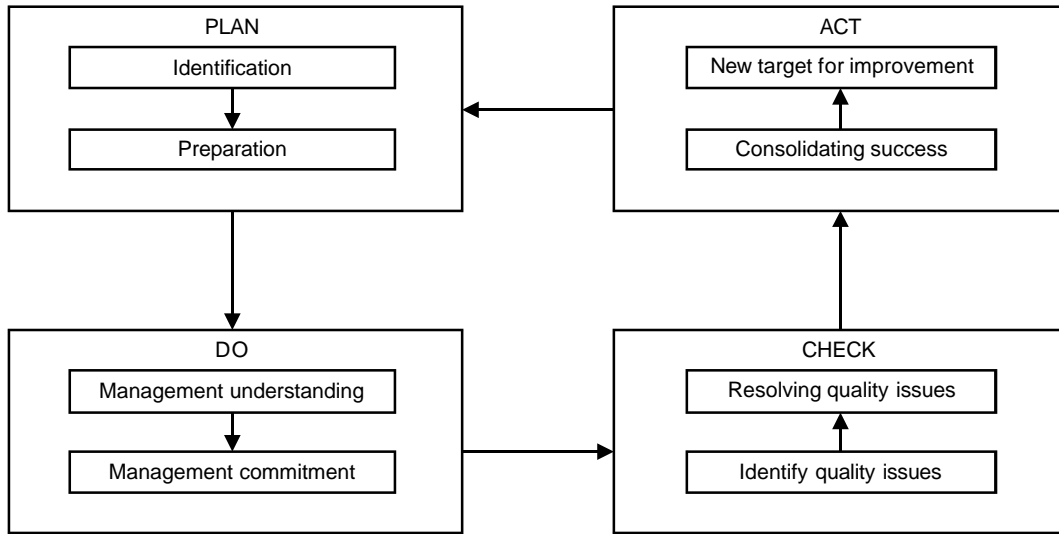 PLAN
Identification
Preparation
ACT
New target for improvement
Consolidating success
DO
Management understanding
Management commitment
CHECK
Resolving quality issues
Identify quality issues